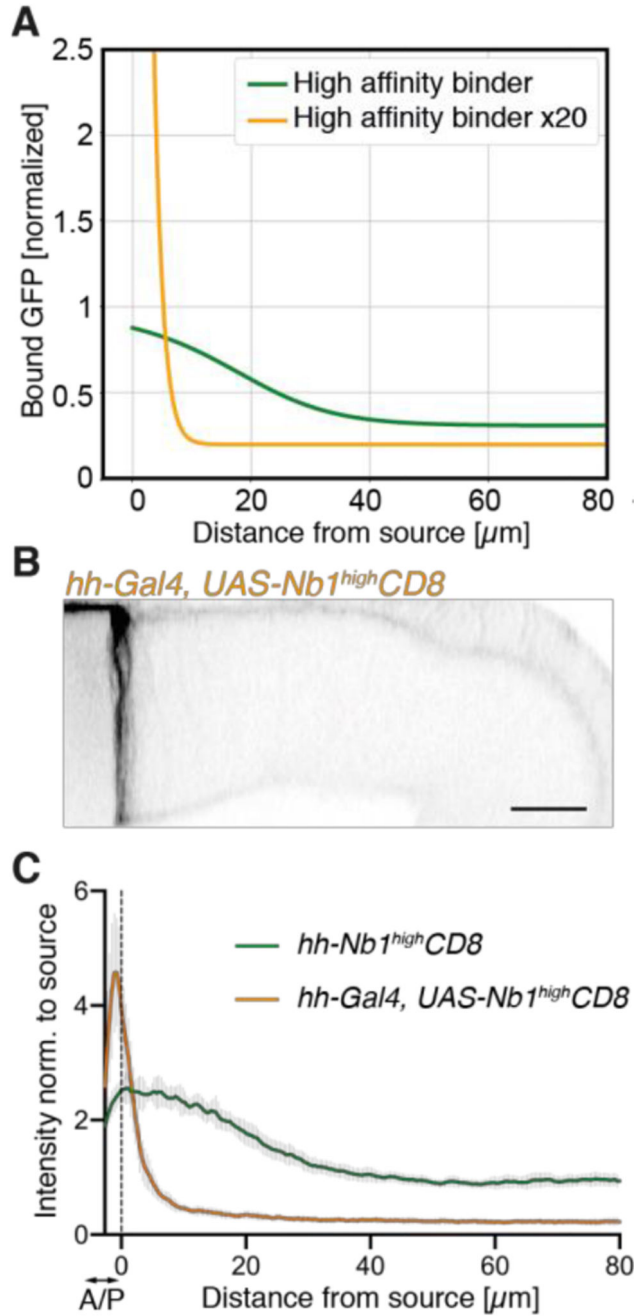 A
2.5
2
1.5
1
0.5
0
Bound GFP [normalized]
High affinity binder
High affinity binder x20
0 20 40 60 80
Distance from source [µm]
B
hh-Gal4, UAS-Nb1highCD8
C
6
4
2
0
Intensity norm. to source
hh-Nb1highCD8
hh-Gal4, UAS-Nb1highCD8
0 20 40 60 80
A/P
Distance from source [µm]